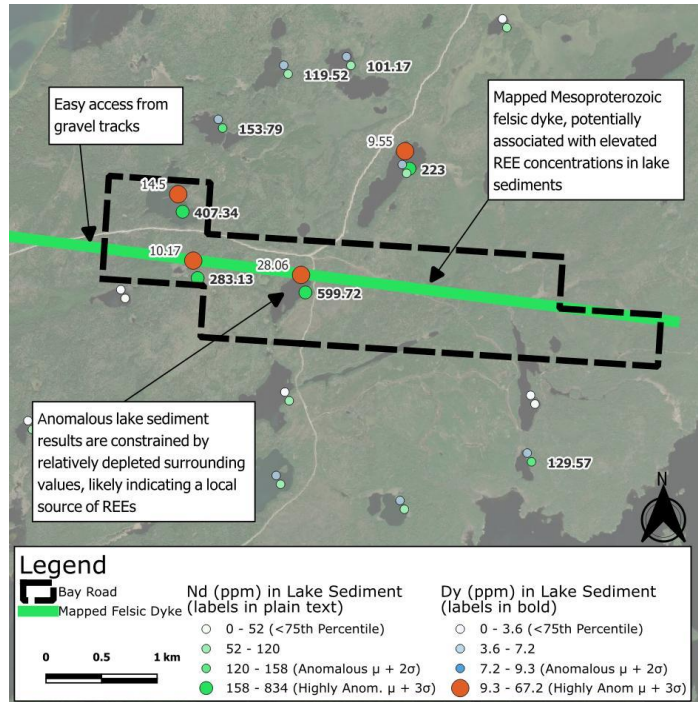 119.52
101.17
Easy access from
gravel tracks
153.79
9.55
223
Mapped Mesoproterozoic
felsic dyke, potentially
associated with elevated
REE concentrations in lake
sediments
14.5
407.34
10.17
283.13
28.06
599.72
Anomalous lake sediment
results are constrained by
relatively depleted surrounding
values, likely indicating a local
source of REEs
129.57
N
Legend
Bay Road
Mapped Felsic Dyke
0 0.5 1 km
Nd (ppm) in Lake Sediment
(labels in plain text)
0 - 52 (<75th Percentile)
52 - 120
120 - 158 (Anomalous µ + 2σ)
158 - 834 (Highly Anom. µ + 3σ)
Dy (ppm) in Lake Sediment
(labels in bold)
0 - 3.6 (<75th Percentile)
3.6 - 7.2
7.2 - 9.3 (Anomalous µ + 2σ)
9.3 - 67.2 (Highly Anom µ + 3σ)